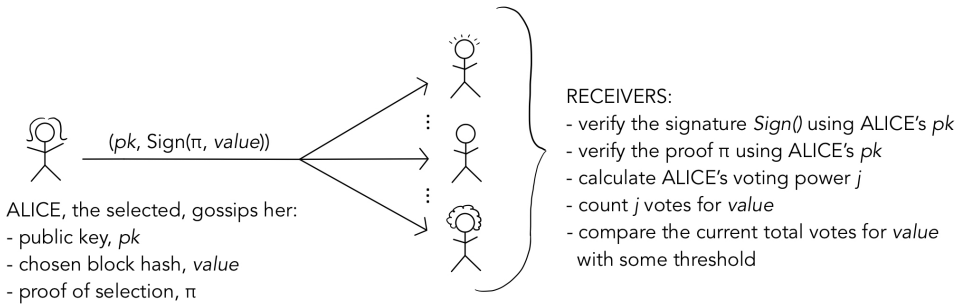 (pk, Sign(π, value))
ALICE, the selected, gossips her:
- public key, pk
- chosen block hash, value
- proof of selection, π
RECEIVERS:
- verify the signature Sign() using ALICE's pk
- verify the proof π using ALICE's pk
- calculate ALICE's voting power j
- count j votes for value
- compare the current total votes for value
with some threshold